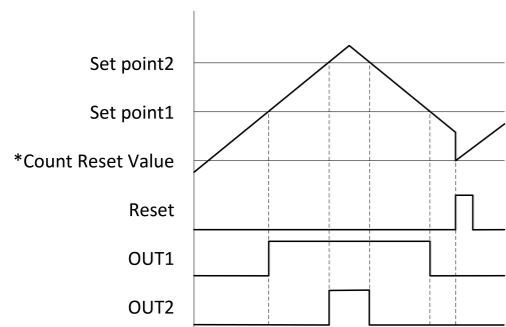 Set point2
Set point1
*Count Reset Value
Reset
OUT1
OUT2